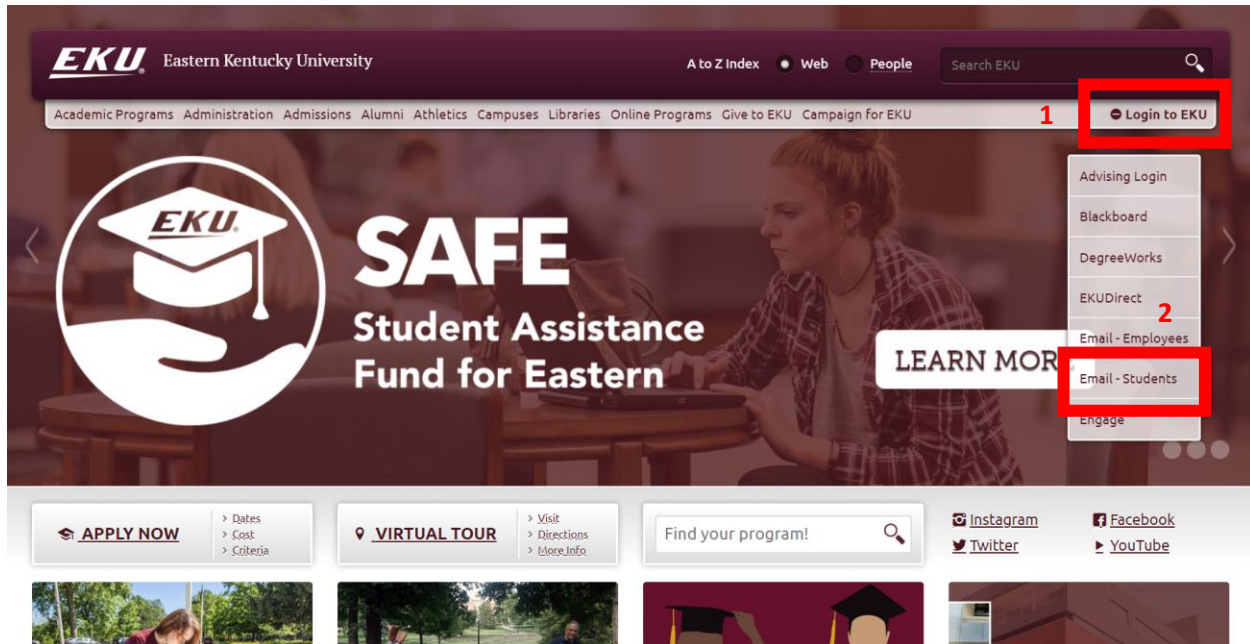 EKU Eastern Kentucky University A to Z Index Web People Search EKU
Academic Programs Administration Admissions Alumni Athletics Campuses Libraries Online Programs Give to EKU Campaign for EKU 1 Login to EKU
EKU
SAFE
Student Assistance
Fund for Eastern
LEARN MOR
Advising Login
Blackboard
DegreeWorks
EKUDirect
2
Email - Employees
Email - Students
Engage
APPLY NOW
> Dates
> Cost
> Criteria
VIRTUAL TOUR
> Visit
> Directions
> More Info
Find your program!
Instagram Facebook
Twitter YouTube